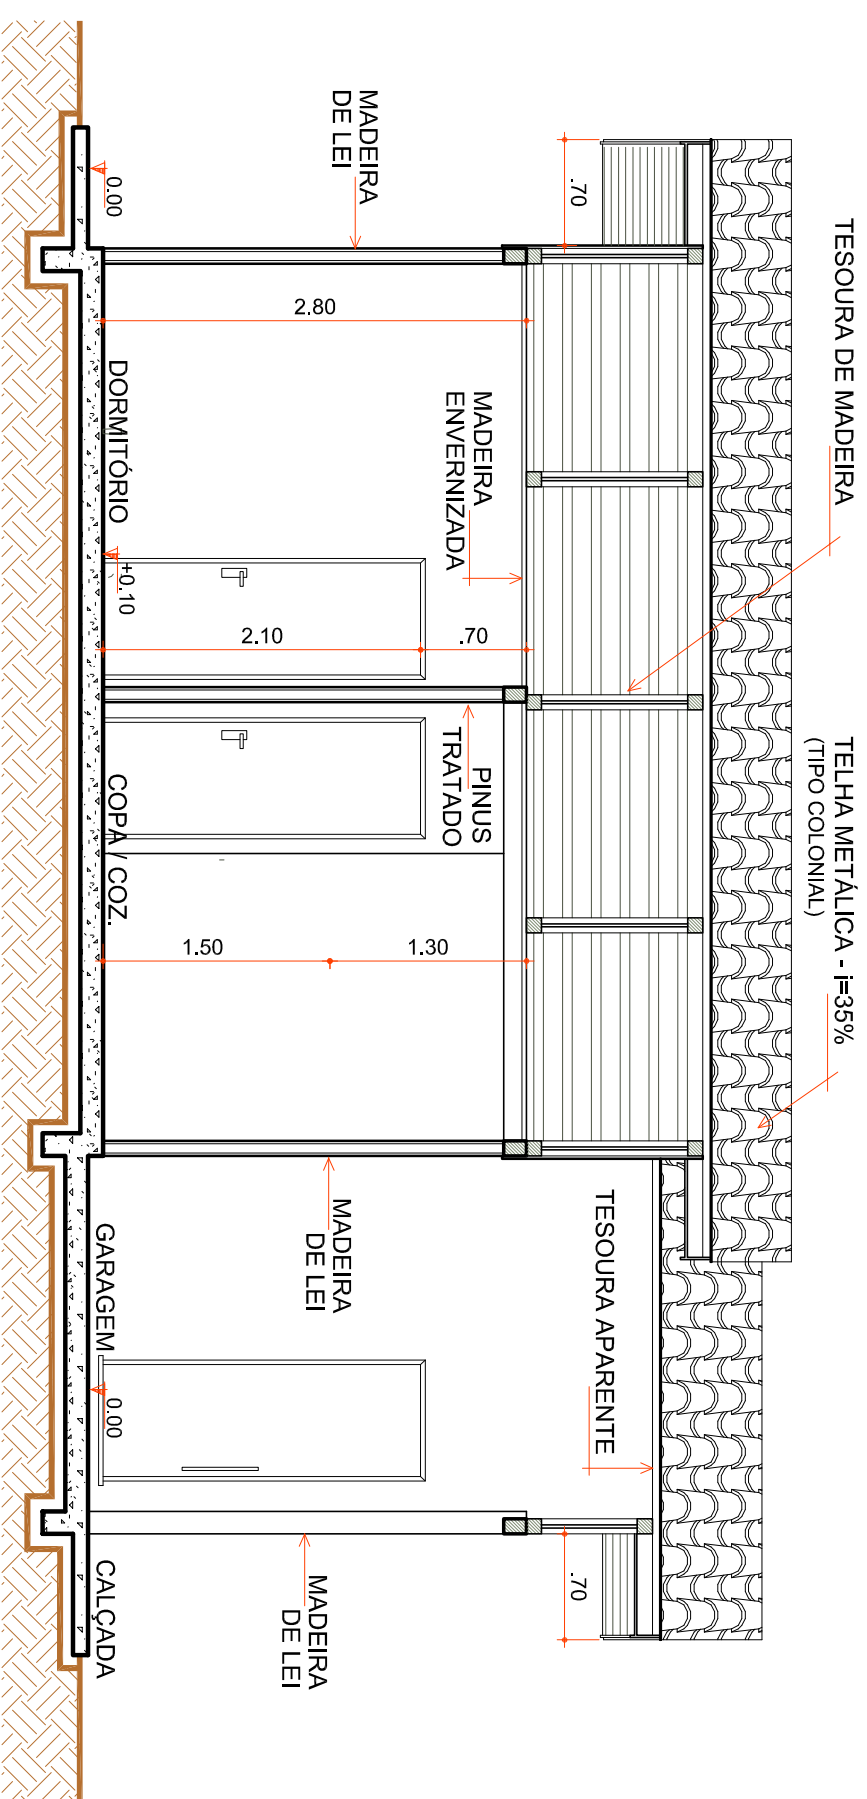 TESOURA DE MADEIRA
TELHA METÁLICA - i=35%
(TIPO COLONIAL)
.70
MADEIRA
DE LEI
0.00
2.80
MADEIRA
ENVERNIZADA
DORMITÓRIO
+0.10
2.10
.70
PINUS
TRATADO
COPA / COZ.
1.50
1.30
MADEIRA
DE LEI
TESOURA APARENTE
GARAGEM
0.00
.70
MADEIRA
DE LEI
CALÇADA